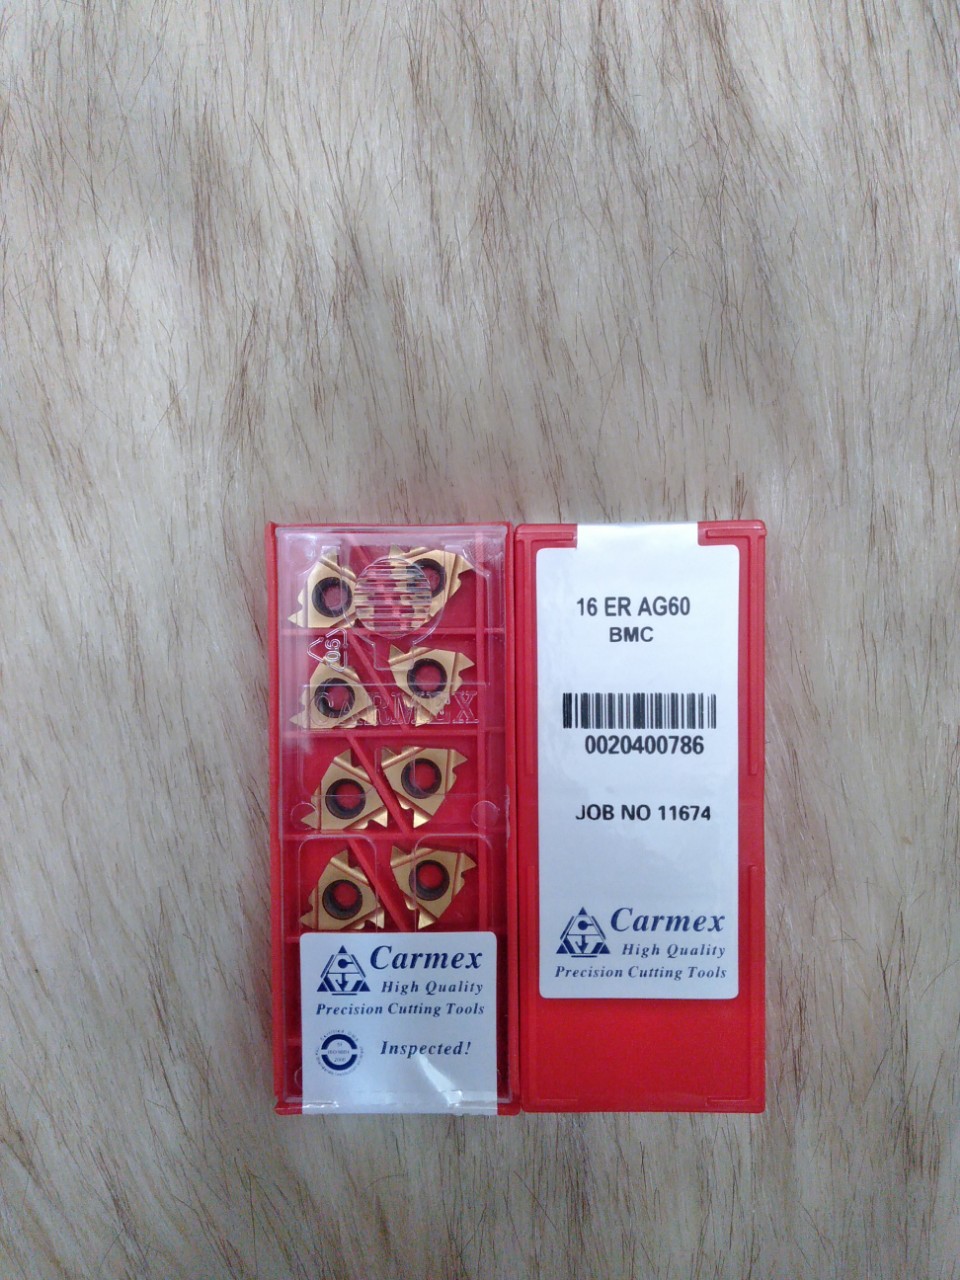 CARMEX
Carmex
High Quality
Precision Cutting Tools
Inspected!
16 ER AG60
BMC
0020400786
JOB NO 11674
Carmex
High Quality
Precision Cutting Tools